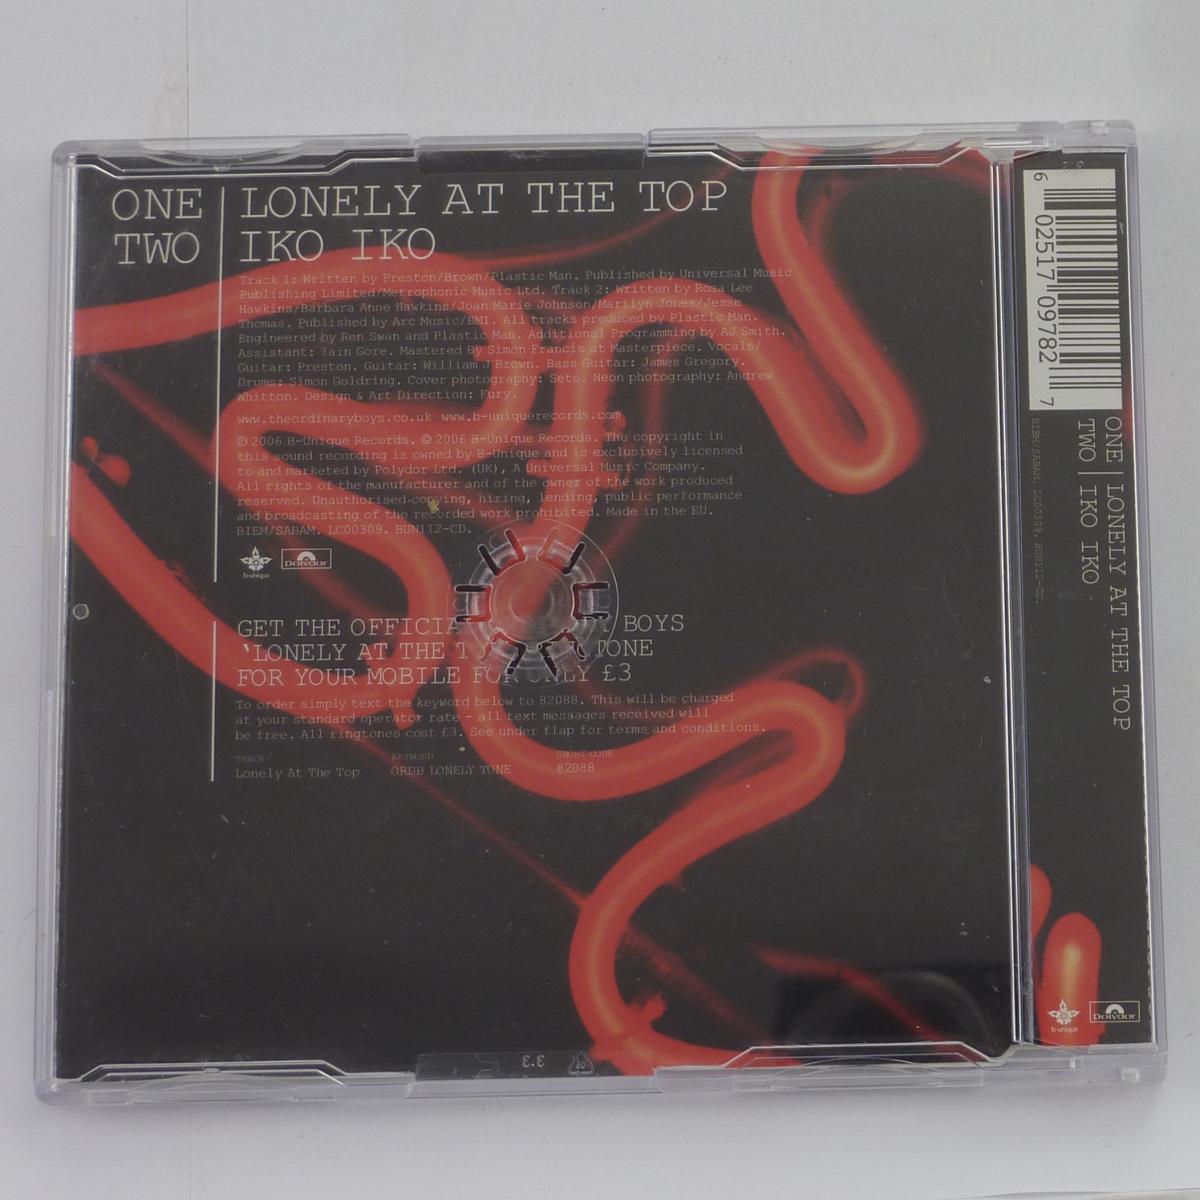 ONE LONELY AT THE TOP
TWO IKO IKO
Track 1: Written by Preston/Brown/Plastic Man. Published by Universal Music
Publishing Limited/Metrophonic Music Ltd. Track 2: Written by Rosa Lee
Hawkins/Barbara Anne Hawkins/Joan Marie Johnson/Marilyn Jones/Jesse
Thomas. Published by Arc Music/BMI. All tracks produced by Plastic Man.
Engineered by Ren Swan and Plastic Man. Additional Programming by AJ Smith.
Assistant: Iain Gore. Mastered By Simon Francis at Masterpiece. Vocals/
Guitar: Preston. Guitar: William J Brown. Bass Guitar: James Gregory.
Drums: Simon Goldring. Cover photography: Seto. Neon photography: Andrew
Whitton. Design & Art Direction: Fury.
www.theordinaryboys.co.uk www.b-uniquerecords.com
℗ 2006 B-Unique Records. © 2006 B-Unique Records. The copyright in
this sound recording is owned by B-Unique and is exclusively licensed
to and marketed by Polydor Ltd. (UK), A Universal Music Company.
All rights of the manufacturer and of the owner of the work produced
reserved. Unauthorised copying, hiring, lending, public performance
and broadcasting of the recorded work prohibited. Made in the EU.
BIEM/SABAM. LC00309. BUN112-CD.
b-unique Polydor
GET THE OFFICIA BOYS
'LONELY AT THE TONE
FOR YOUR MOBILE FOR ONLY £3
To order simply text the keyword below to 82088. This will be charged
at your standard operator rate - all text messages received will
be free. All ringtones cost £3. See under flap for terms and conditions.
TRACK KEYWORD SHORT CODE
Lonely At The Top ORDB LONELY TONE 82088
3.3
6 02517 09782 7
BIEM/SABAM. LC00309. BUN112-CD.
ONE LONELY AT THE TOP
TWO IKO IKO
b-unique Polydor